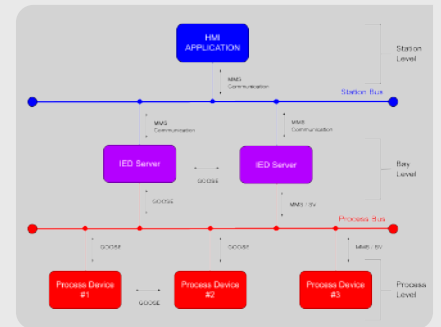 HMI
APPLICATION
Station
Level
MMS
Communication
Station Bus
MMS
Communication
MMS
Communication
IED Server
IED Server
GOOSE
Bay
Level
GOOSE
MMS / SV
Process Bus
GOOSE
GOOSE
MMS / SV
Process Device
#1
Process Device
#2
Process Device
#3
GOOSE
Process
Level